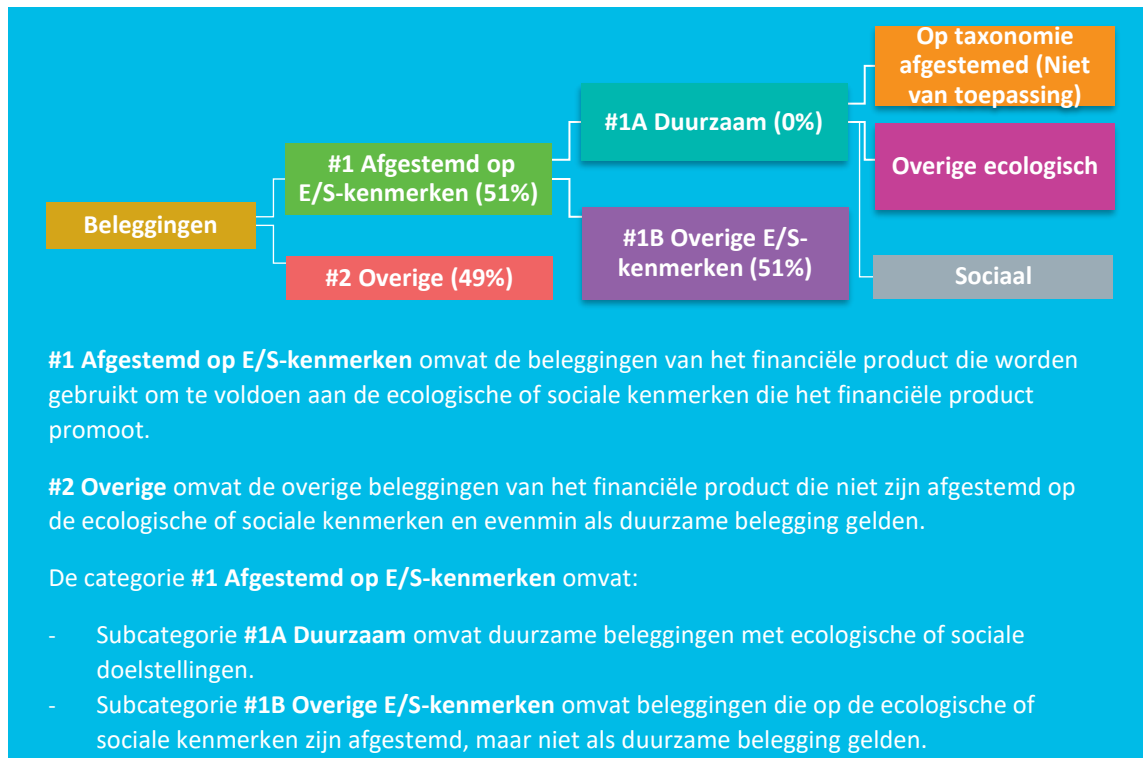 Op taxonomie
afgestemed (Niet
van toepassing)
#1A Duurzaam (0%)
#1 Afgestemd op
E/S-kenmerken (51%)
Overige ecologisch
Beleggingen
#1B Overige E/S-
kenmerken (51%)
#2 Overige (49%)
Sociaal
#1 Afgestemd op E/S-kenmerken omvat de beleggingen van het financiële product die worden
gebruikt om te voldoen aan de ecologische of sociale kenmerken die het financiële product
promoot.
#2 Overige omvat de overige beleggingen van het financiële product die niet zijn afgestemd op
de ecologische of sociale kenmerken en evenmin als duurzame belegging gelden.
De categorie #1 Afgestemd op E/S-kenmerken omvat:
- Subcategorie #1A Duurzaam omvat duurzame beleggingen met ecologische of sociale
doelstellingen.
- Subcategorie #1B Overige E/S-kenmerken omvat beleggingen die op de ecologische of
sociale kenmerken zijn afgestemd, maar niet als duurzame belegging gelden.